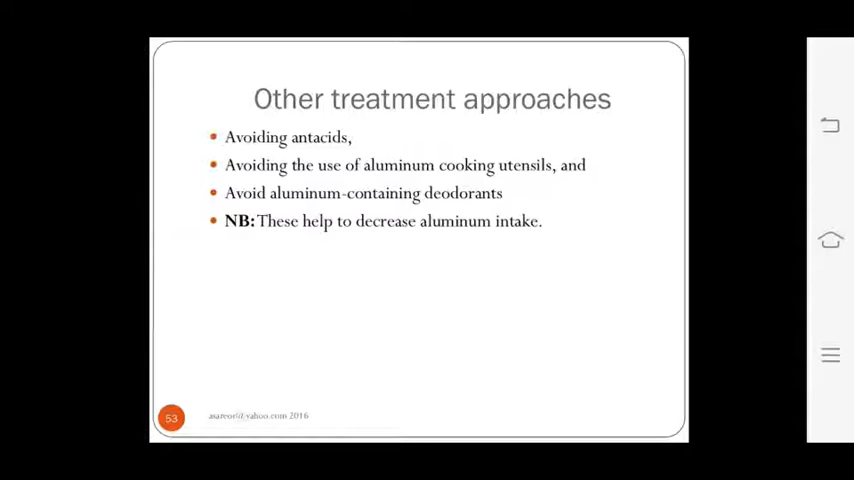 Other treatment approaches
Avoiding antacids,
Avoiding the use of aluminum cooking utensils, and
Avoid aluminum-containing deodorants
NB: These help to decrease aluminum intake.
53
asareor@yahoo.com 2016